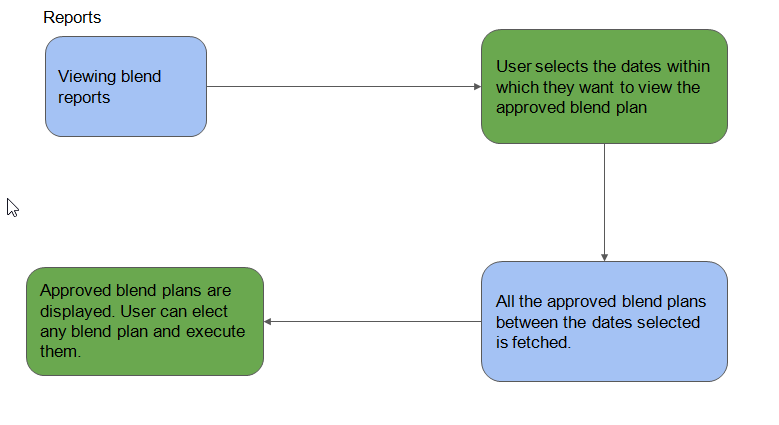 Reports
Viewing blend
reports
User selects the dates within
which they want to view the
approved blend plan
All the approved blend plans
between the dates selected
is fetched.
Approved blend plans are
displayed. User can elect
any blend plan and execute
them.